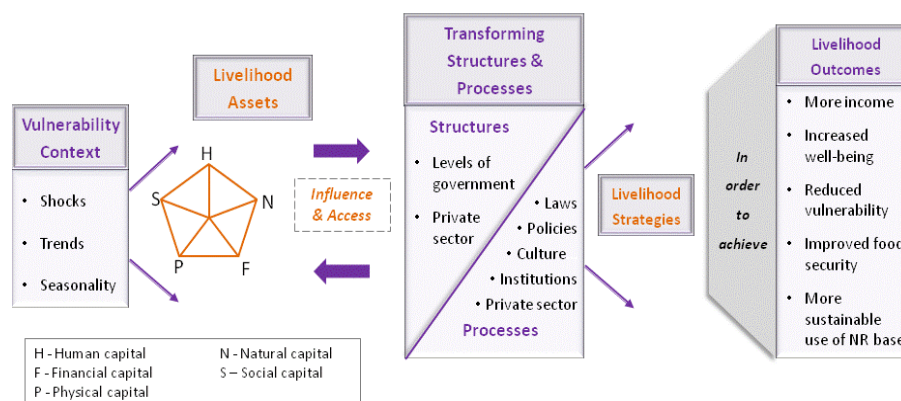 Vulnerability
Context
• Shocks
• Trends
• Seasonality
Livelihood
Assets
H
S
N
P
F
Influence
& Access
Transforming
Structures &
Processes
Structures
• Levels of
government
• Private
sector
• Laws
• Policies
• Culture
• Institutions
• Private sector
Processes
Livelihood
Strategies
In
order
to
achieve
Livelihood
Outcomes
• More income
• Increased
well-being
• Reduced
vulnerability
• Improved food
security
• More
sustainable
use of NR base
H - Human capital
N - Natural capital
F - Financial capital
S – Social capital
P - Physical capital